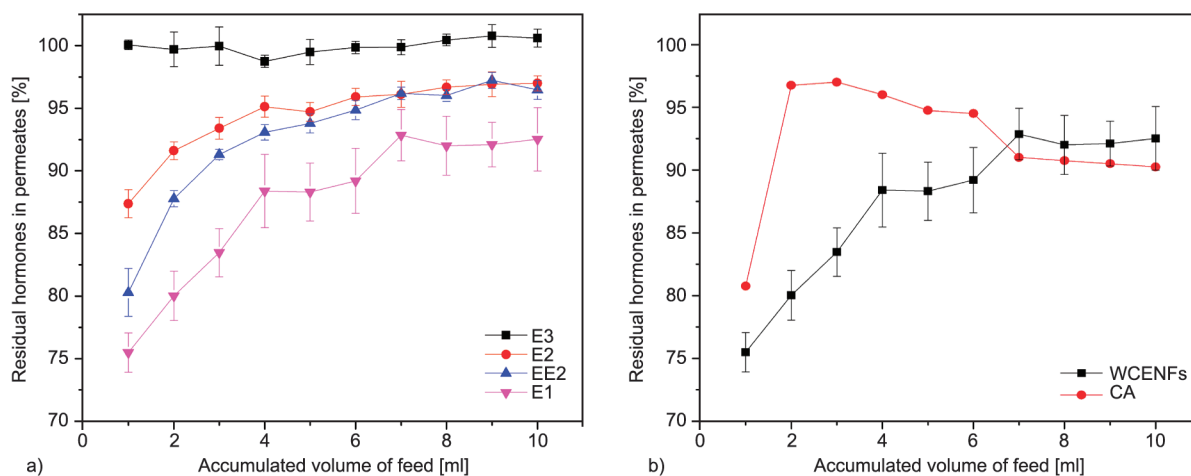 Residual hormones in permeates [%]
100
95
90
85
80
75
70
0
2
4
6
8
10
E3
E2
EE2
E1
a)
Accumulated volume of feed [ml]
Residual hormones in permeates [%]
100
95
90
85
80
75
70
0
2
4
6
8
10
WCENFs
CA
b)
Accumulated volume of feed [ml]